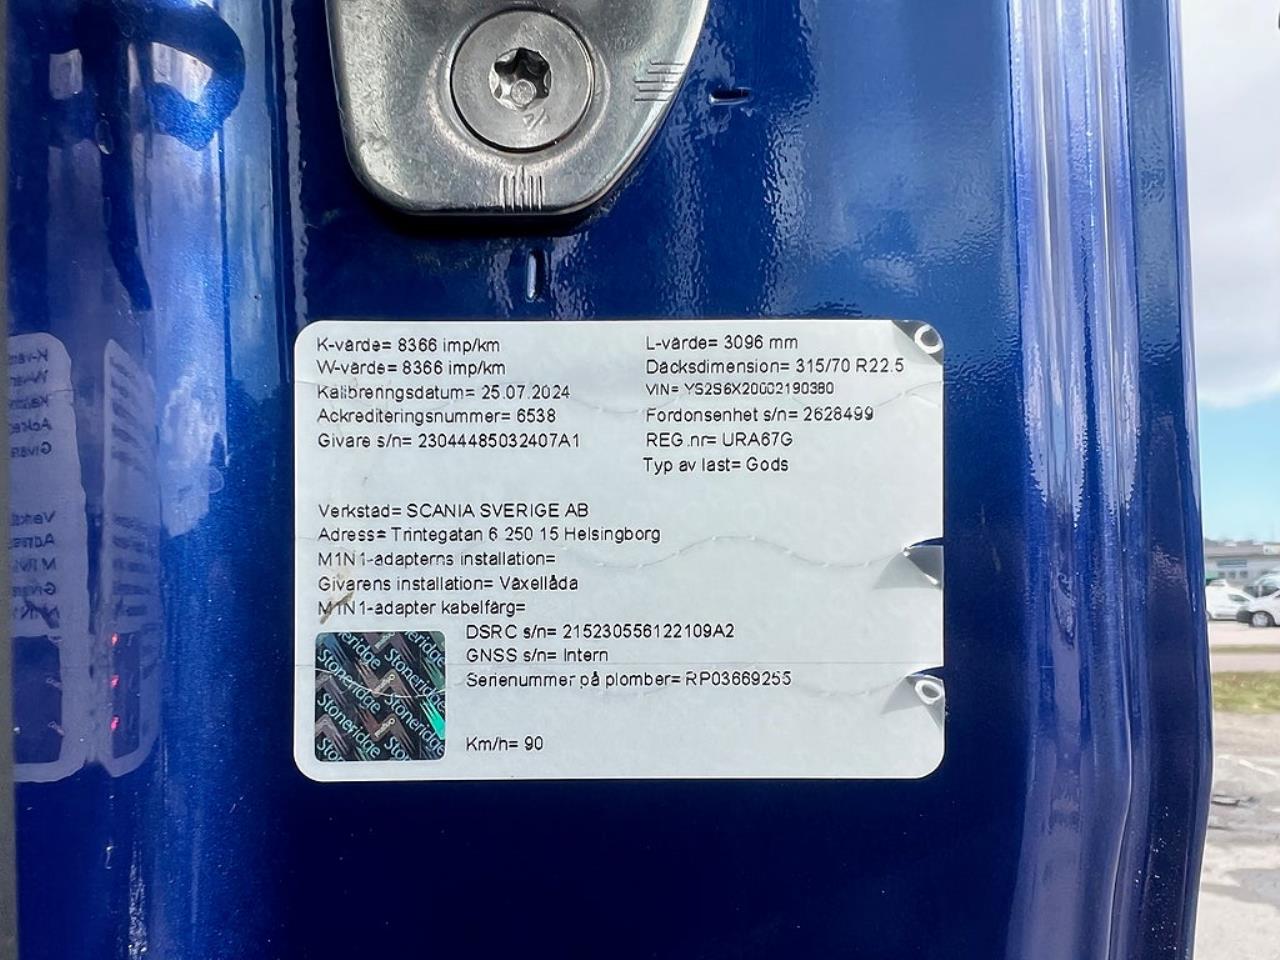 K-värde= 8366 imp/km
W-värde= 8366 imp/km
Kalibreringsdatum= 25.07.2024
Ackrediteringsnummer= 6538
Givare s/n= 23044485032407A1
L-värde= 3096 mm
Däcksdimension= 315/70 R22.5
VIN= YS2S6X20002190380
Fordonsenhet s/n= 2628499
REG.nr= URA67G
Typ av last= Gods
Verkstad= SCANIA SVERIGE AB
Adress= Trintegatan 6 250 15 Helsingborg
M1N1-adapterns installation=
Givarens installation= Växellåda
M1N1-adapter kabelfärg=
DSRC s/n= 215230556122109A2
GNSS s/n= Intern
Serienummer på plomber= RP03669255
Km/h= 90
Stoneridge
Stoneridge
Stoneridge
Stoneridge